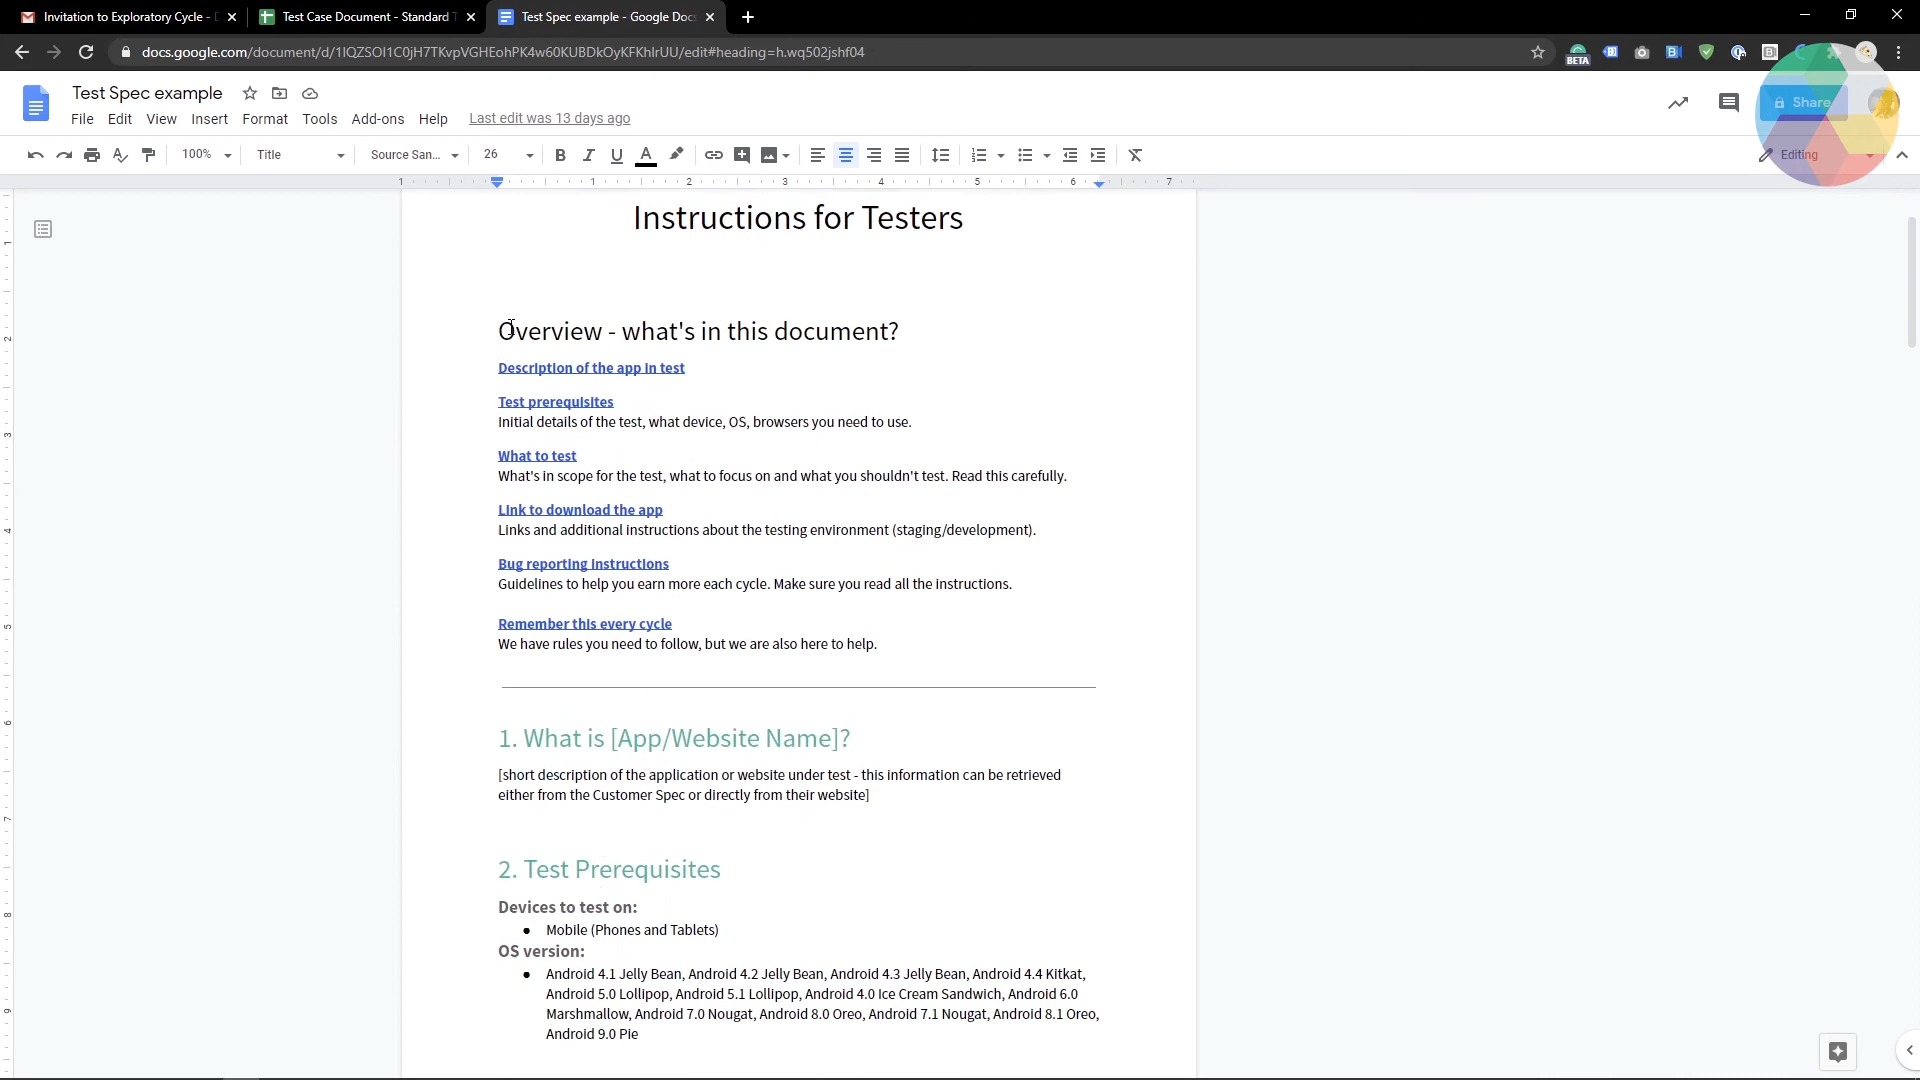 Invitation to Exploratory Cycle -
Test Case Document - Standard T
Test Spec example - Google Docs
docs.google.com/document/d/1IQZSOI1C0jH7TKvpVGHEohPK4w60KUBDkOyKFKhIrUU/edit#heading=h.wq502jshf04
BETA
Test Spec example
Share
File Edit View Insert Format Tools Add-ons Help Last edit was 13 days ago
100% Title Source San... 26 B I U A Editing
1 1 2 3 4 5 6 7
Instructions for Testers
Overview - what's in this document?
Description of the app in test
Test prerequisites
Initial details of the test, what device, OS, browsers you need to use.
What to test
What's in scope for the test, what to focus on and what you shouldn't test. Read this carefully.
Link to download the app
Links and additional instructions about the testing environment (staging/development).
Bug reporting instructions
Guidelines to help you earn more each cycle. Make sure you read all the instructions.
Remember this every cycle
We have rules you need to follow, but we are also here to help.
1. What is [App/Website Name]?
[short description of the application or website under test - this information can be retrieved
either from the Customer Spec or directly from their website]
2. Test Prerequisites
Devices to test on:
● Mobile (Phones and Tablets)
OS version:
● Android 4.1 Jelly Bean, Android 4.2 Jelly Bean, Android 4.3 Jelly Bean, Android 4.4 Kitkat,
Android 5.0 Lollipop, Android 5.1 Lollipop, Android 4.0 Ice Cream Sandwich, Android 6.0
Marshmallow, Android 7.0 Nougat, Android 8.0 Oreo, Android 7.1 Nougat, Android 8.1 Oreo,
Android 9.0 Pie